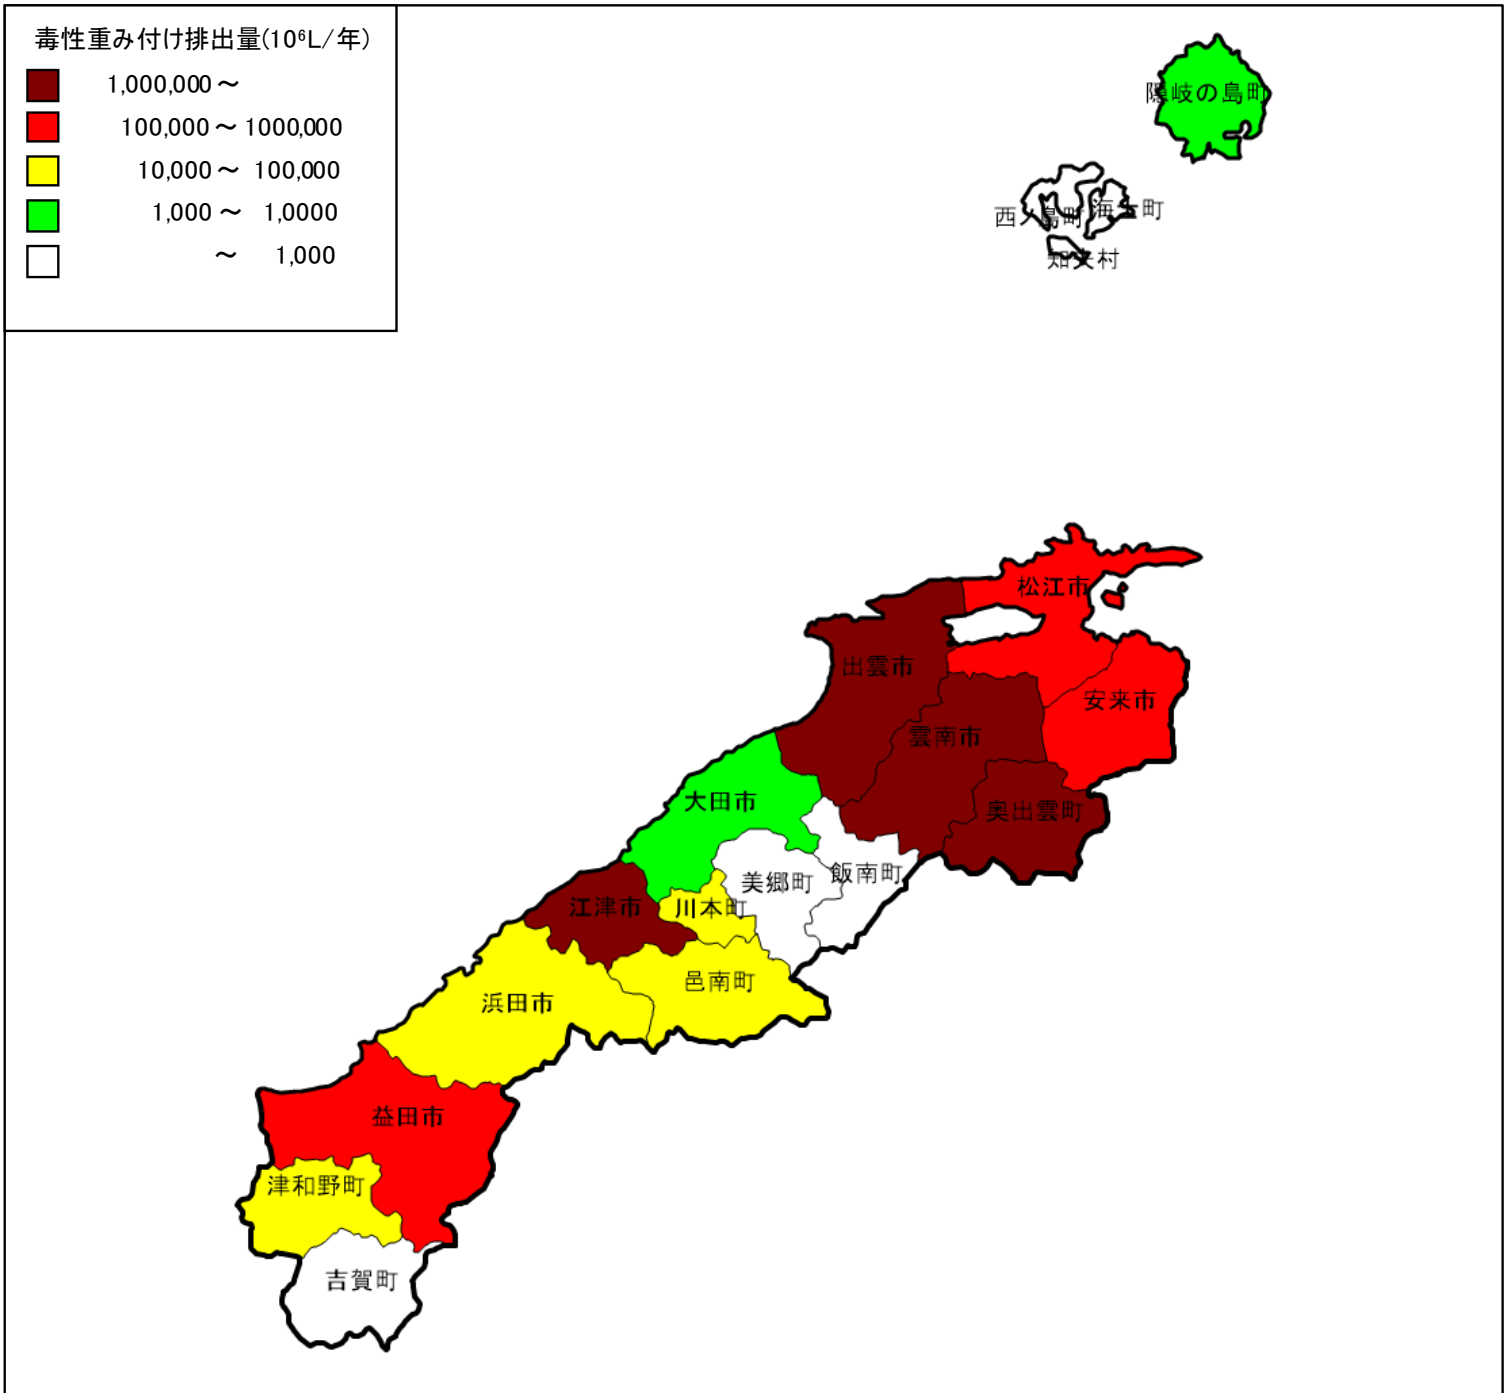 毒性重み付け排出量(10⁶L/年)
1,000,000～
100,000～1000,000
10,000～ 100,000
1,000～ 1,0000
～ 1,000
隠岐の島町
西ノ島町
海士町
知夫村
松江市
出雲市
安来市
雲南市
大田市
奥出雲町
飯南町
美郷町
江津市
川本町
邑南町
浜田市
益田市
津和野町
吉賀町